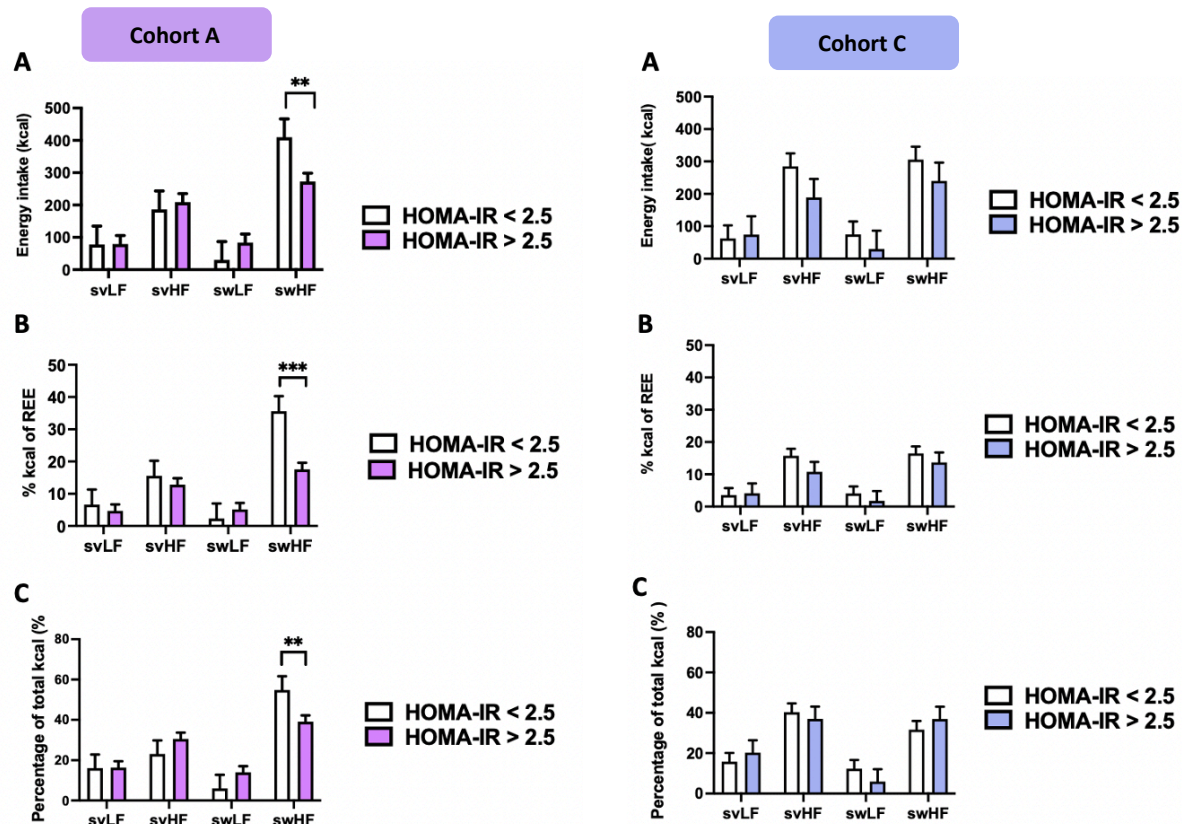 Cohort A
A
Energy intake (kcal)
500
400
300
200
100
0
**
svLF svHF swLF swHF
HOMA-IR < 2.5
HOMA-IR > 2.5
B
% kcal of REE
50
40
30
20
10
0
***
svLF svHF swLF swHF
HOMA-IR < 2.5
HOMA-IR > 2.5
C
Percentage of total kcal (%
80
60
40
20
0
**
svLF svHF swLF swHF
HOMA-IR < 2.5
HOMA-IR > 2.5
Cohort C
A
Energy intake( kcal)
500
400
300
200
100
0
svLF svHF swLF swHF
HOMA-IR < 2.5
HOMA-IR > 2.5
B
% kcal of REE
50
40
30
20
10
0
svLF svHF swLF swHF
HOMA-IR < 2.5
HOMA-IR > 2.5
C
Percentage of total kcal (% )
80
60
40
20
0
svLF svHF swLF swHF
HOMA-IR < 2.5
HOMA-IR > 2.5